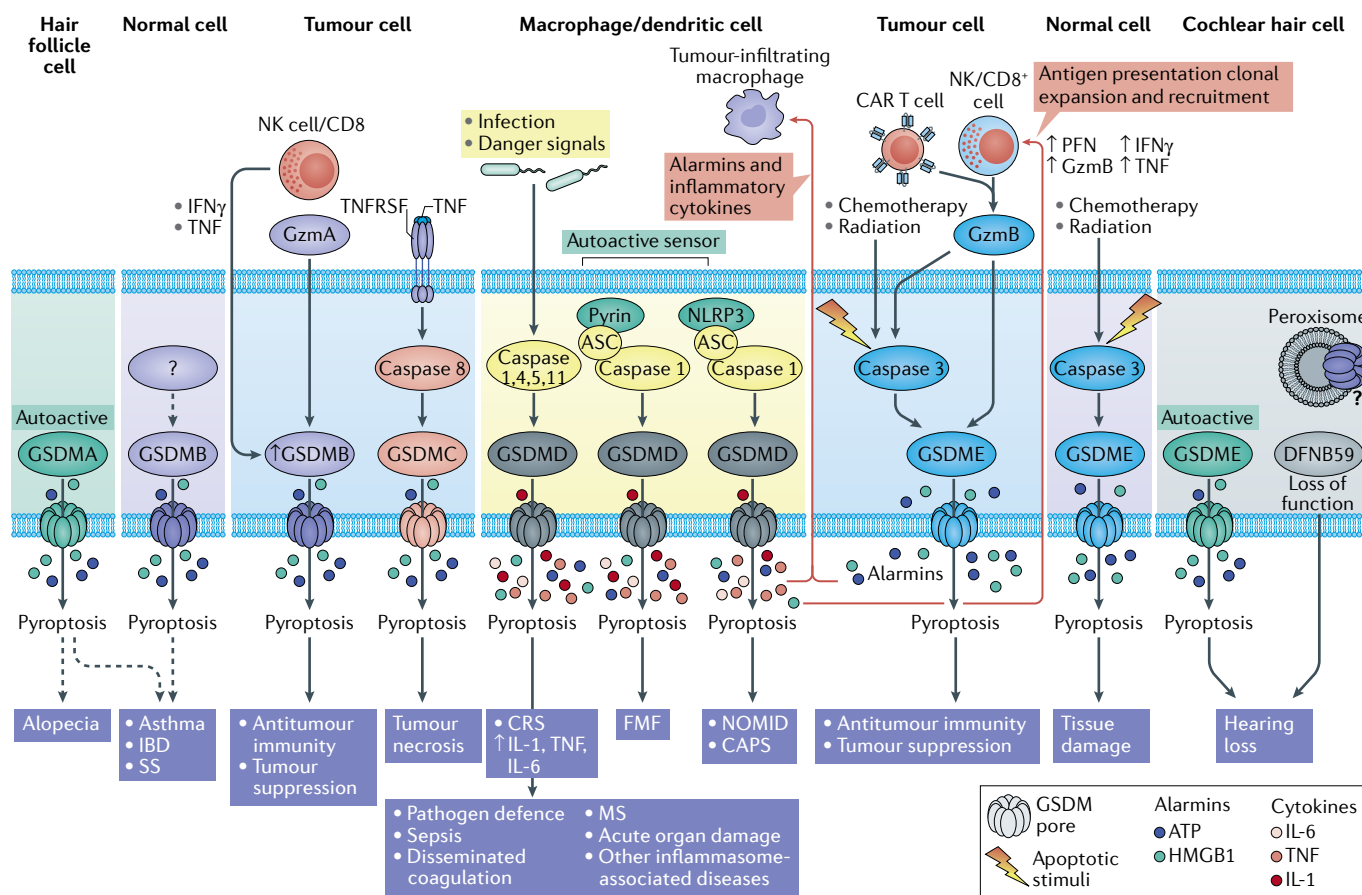 Hair
follicle
cell
Normal cell
Tumour cell
Macrophage/dendritic cell
Tumour cell
Normal cell
Cochlear hair cell
NK cell/CD8
• IFNγ
• TNF
GzmA
TNFRSF
TNF
• Infection
• Danger signals
Autoactive sensor
Tumour-infiltrating
macrophage
Alarmins and
inflammatory
cytokines
CAR T cell
NK/CD8⁺
cell
Antigen presentation clonal
expansion and recruitment
↑ PFN ↑ IFNγ
↑ GzmB ↑ TNF
• Chemotherapy
• Radiation
GzmB
• Chemotherapy
• Radiation
Autoactive
GSDMA
?
GSDMB
↑GSDMB
Caspase 8
GSDMC
Caspase
1,4,5,11
GSDMD
Pyrin
ASC
Caspase 1
GSDMD
NLRP3
ASC
Caspase 1
GSDMD
Caspase 3
GSDME
Caspase 3
GSDME
Autoactive
GSDME
Peroxisome
?
DFNB59
Loss of
function
Alarmins
Pyroptosis
Pyroptosis
Pyroptosis
Pyroptosis
Pyroptosis
Pyroptosis
Pyroptosis
Pyroptosis
Pyroptosis
Pyroptosis
Alopecia
• Asthma
• IBD
• SS
• Antitumour
immunity
• Tumour
suppression
Tumour
necrosis
• CRS
↑IL-1, TNF,
IL-6
FMF
• NOMID
• CAPS
• Antitumour immunity
• Tumour suppression
Tissue
damage
Hearing
loss
• Pathogen defence
• Sepsis
• Disseminated
coagulation
• MS
• Acute organ damage
• Other inflammasome-
associated diseases
GSDM
pore
Apoptotic
stimuli
Alarmins
ATP
HMGB1
Cytokines
IL-6
TNF
IL-1